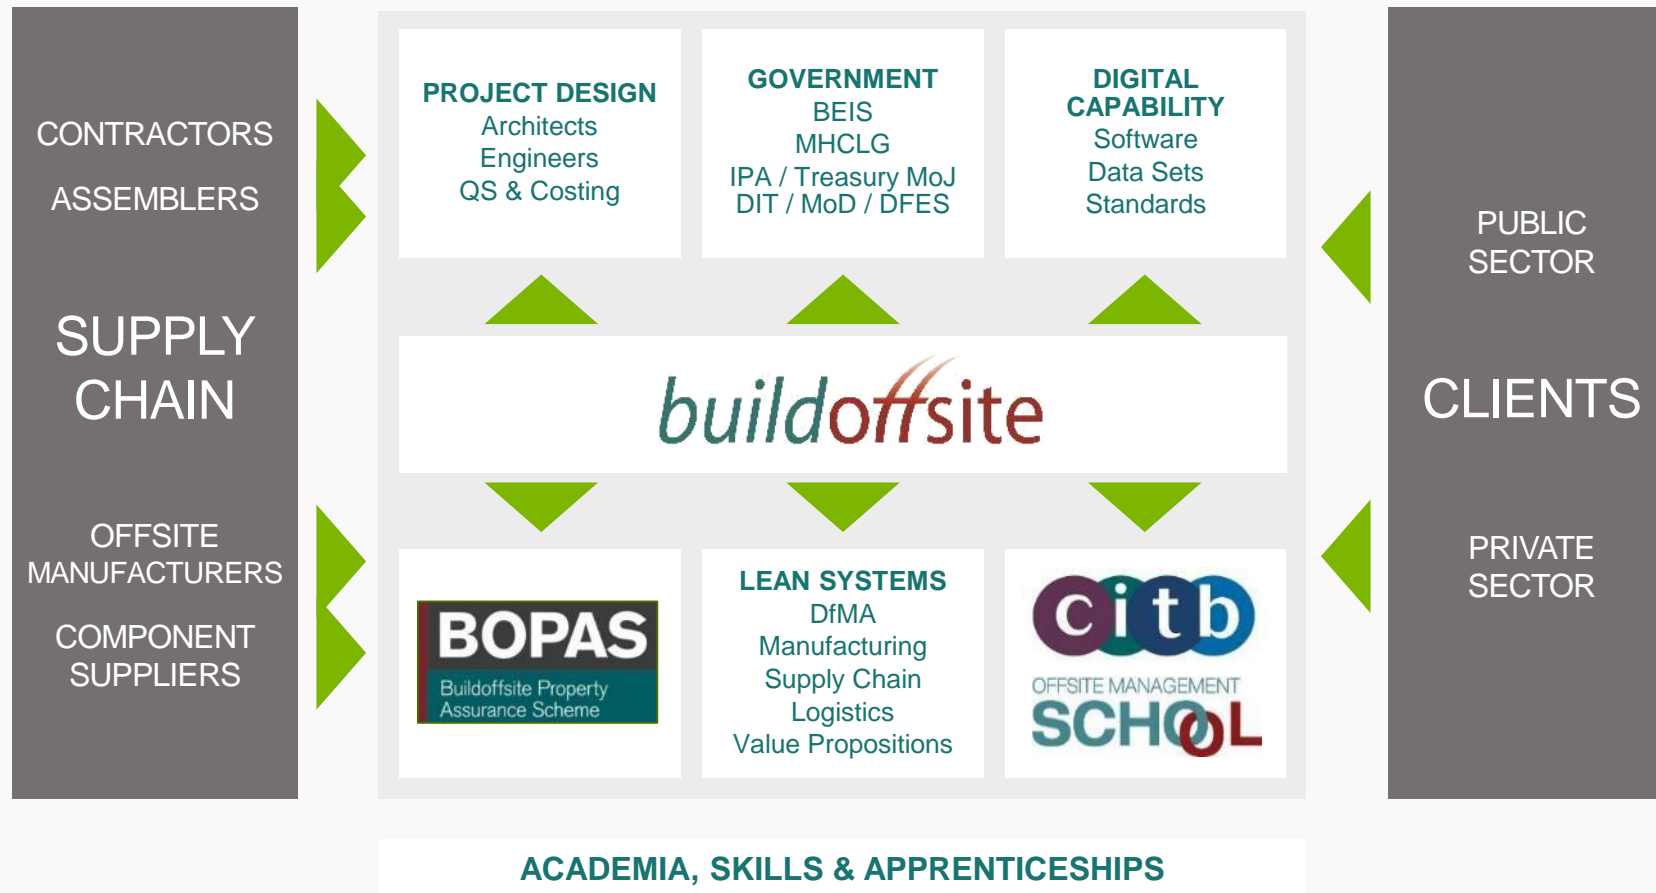 CONTRACTORS
ASSEMBLERS
SUPPLY
CHAIN
OFFSITE
MANUFACTURERS
COMPONENT
SUPPLIERS
PROJECT DESIGN
Architects
Engineers
QS & Costing
GOVERNMENT
BEIS
MHCLG
IPA / Treasury MoJ
DIT / MoD / DFES
DIGITAL
CAPABILITY
Software
Data Sets
Standards
buildoffsite
BOPAS
Buildoffsite Property
Assurance Scheme
LEAN SYSTEMS
DfMA
Manufacturing
Supply Chain
Logistics
Value Propositions
citb
OFFSITE MANAGEMENT
SCHOOL
PUBLIC
SECTOR
CLIENTS
PRIVATE
SECTOR
ACADEMIA, SKILLS & APPRENTICESHIPS